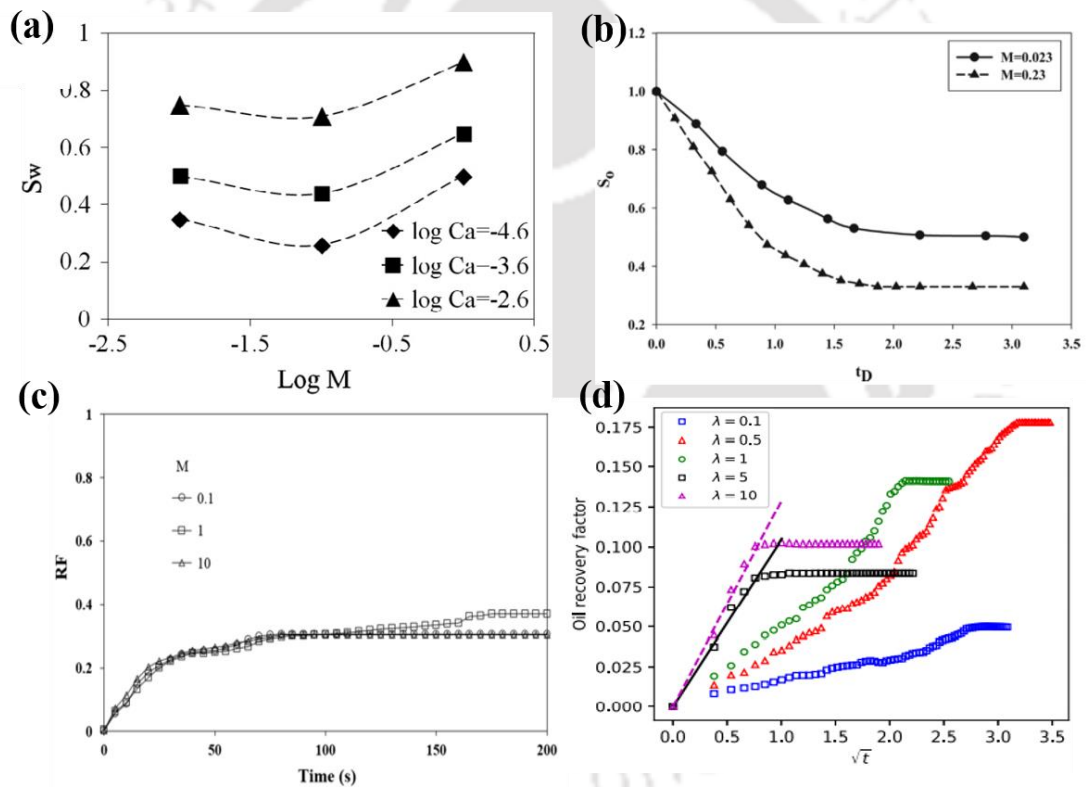 (a)
1
0.8
0.6
0.4
0.2
0
Sw
-2.5
-1.5
-0.5
0.5
Log M
log Ca=-4.6
log Ca=-3.6
log Ca=-2.6
(b)
1.2
1.0
0.8
0.6
0.4
0.2
So
0.0
0.5
1.0
1.5
2.0
2.5
3.0
3.5
tD
M=0.023
M=0.23
(c)
1
0.8
0.6
0.4
0.2
0
RF
M
0.1
1
10
0
50
100
150
200
Time (s)
(d)
0.175
0.150
0.125
0.100
0.075
0.050
0.025
0.000
Oil recovery factor
λ = 0.1
λ = 0.5
λ = 1
λ = 5
λ = 10
0.0
0.5
1.0
1.5
2.0
2.5
3.0
3.5
√t